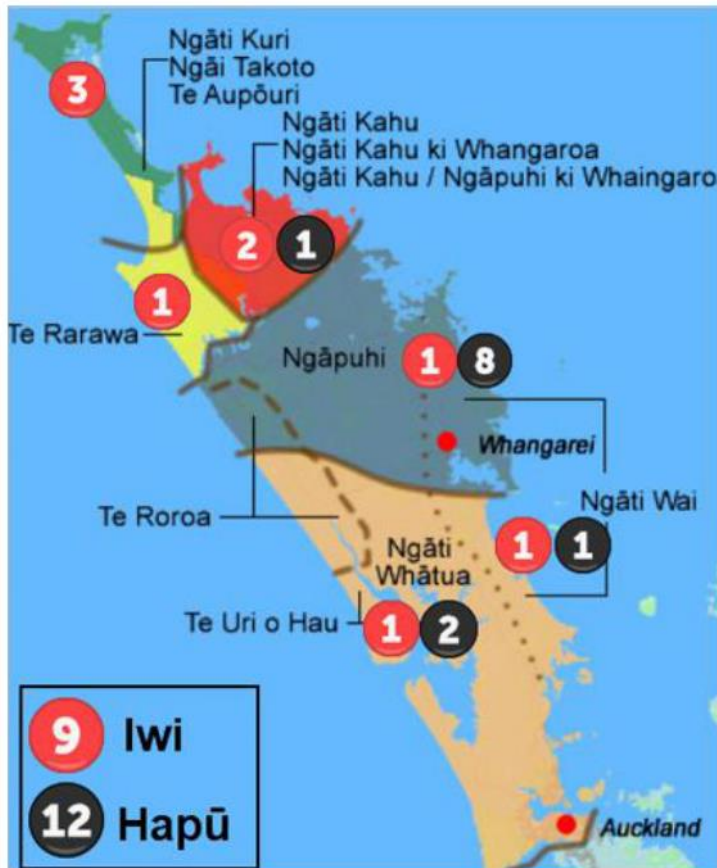 Ngāti Kuri
Ngāi Takoto
Te Aupōuri
3
Ngāti Kahu
Ngāti Kahu ki Whangaroa
Ngāti Kahu / Ngāpuhi ki Whaingaro
2 1
1
Te Rarawa
Ngāpuhi 1 8
Whangarei
Te Roroa
Ngāti Wai
1 1
Ngāti
Whātua
Te Uri o Hau
1 2
9 Iwi
12 Hapū
Auckland